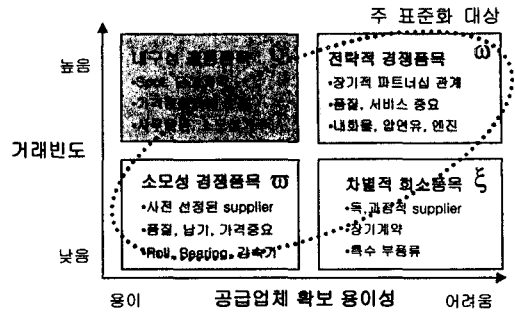 주 표준화 대상
높음
전략적 경쟁품목 ω
•장기적 파트너십 관계
•품질, 서비스 중요
•내화물, 압연유, 엔진
거래빈도
소모성 경쟁품목 ϖ
•사전 선정된 supplier
•품질, 납기, 가격중요
•Roll, Bearing, 감속기
차별적 희소품목 ξ
•독,과점적 supplier
•장기계약
•특수 부품류
낮음
용이 공급업체 확보 용이성 어려움